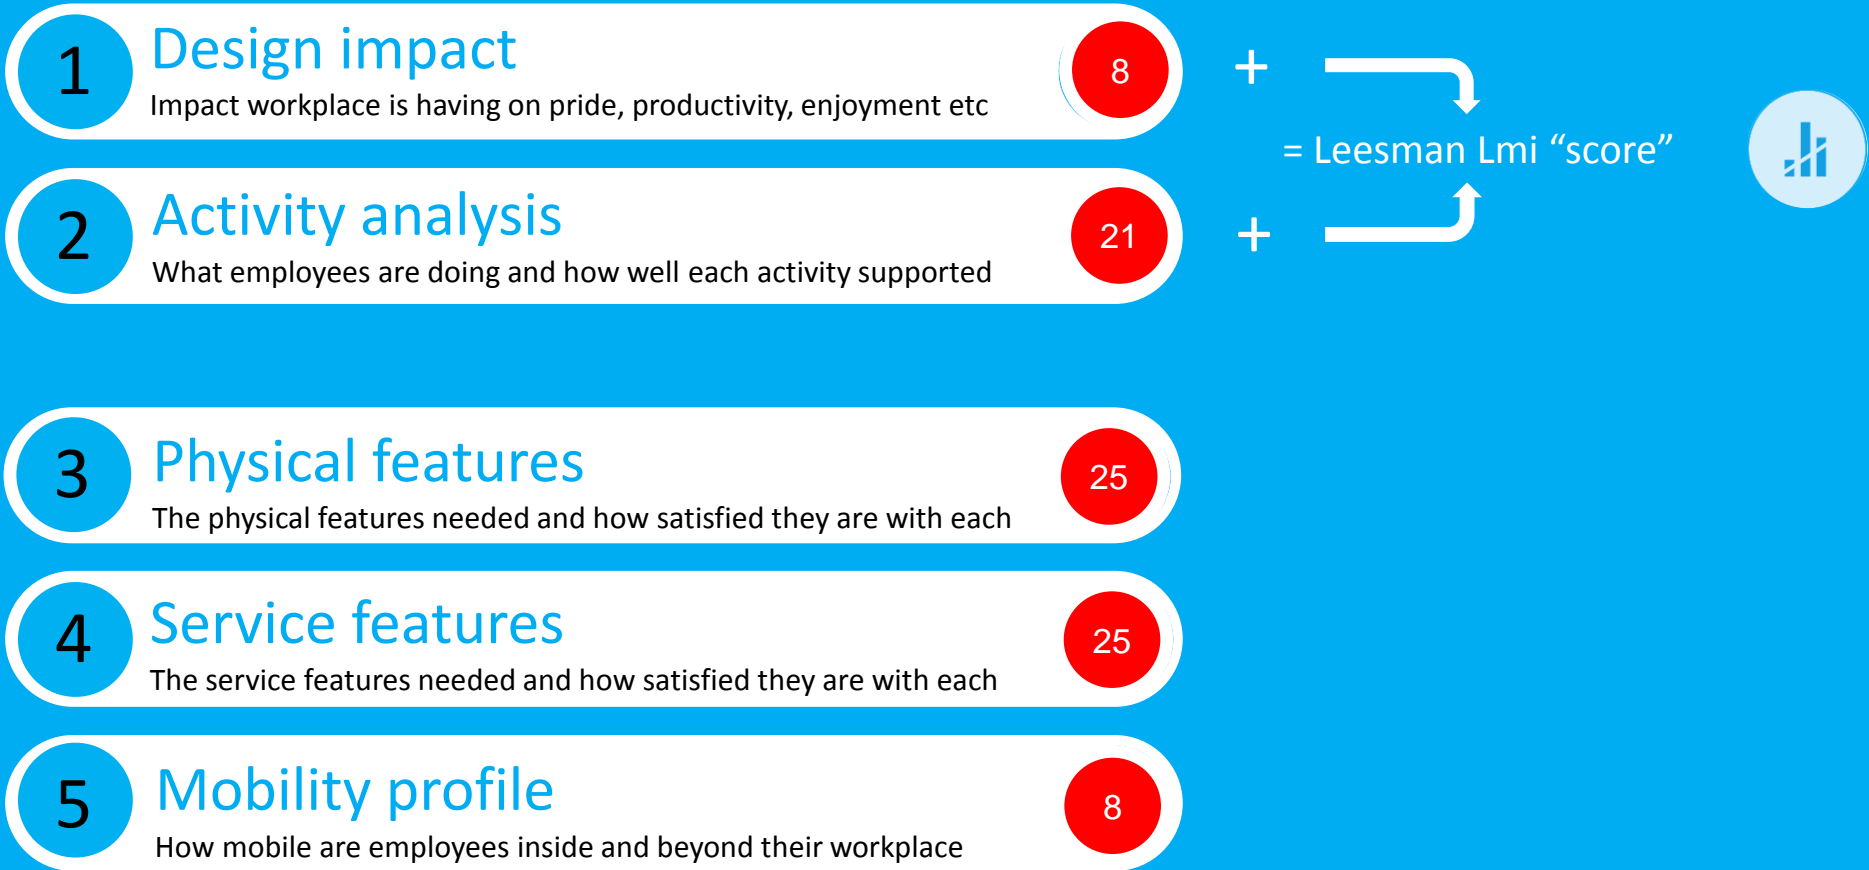 1
Design impact
Impact workplace is having on pride, productivity, enjoyment etc
8
+
= Leesman Lmi “score”
2
Activity analysis
What employees are doing and how well each activity supported
21
+
3
Physical features
The physical features needed and how satisfied they are with each
25
4
Service features
The service features needed and how satisfied they are with each
25
5
Mobility profile
How mobile are employees inside and beyond their workplace
8